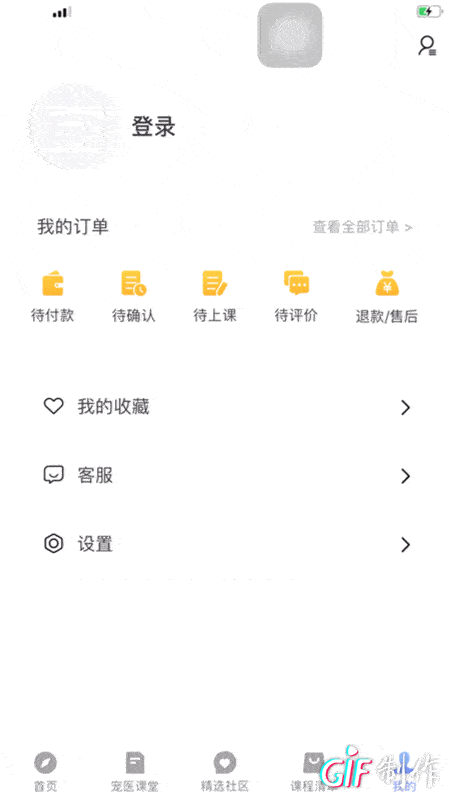 登录
我的订单
查看全部订单 >
待付款
待确认
待上课
待评价
退款/售后
¥
我的收藏
客服
设置
首页
宠医课堂
精选社区
课程清单
我的
GIF制作